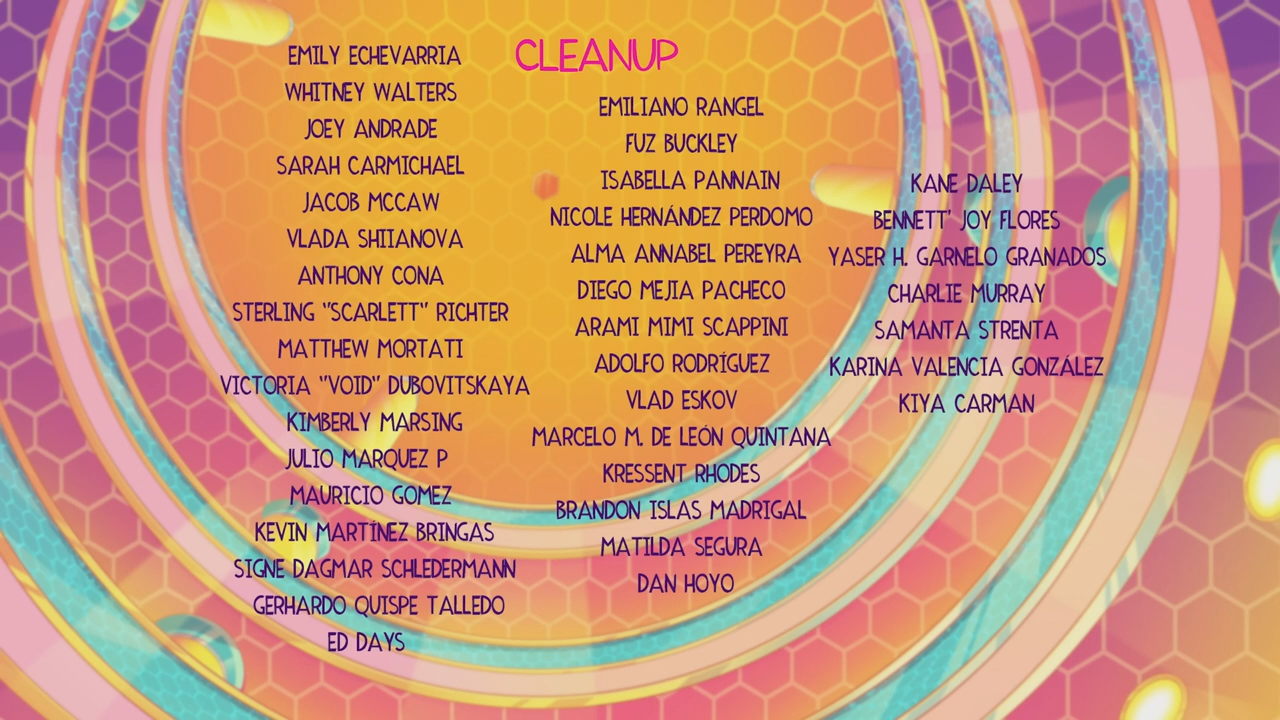 CLEANUP
EMILY ECHEVARRIA
WHITNEY WALTERS
JOEY ANDRADE
SARAH CARMICHAEL
JACOB MCCAW
VLADA SHIIANOVA
ANTHONY CONA
STERLING "SCARLETT" RICHTER
MATTHEW MORTATI
VICTORIA "VOID" DUBOVITSKAYA
KIMBERLY MARSING
JULIO MARQUEZ P
MAURICIO GOMEZ
KEVIN MARTÍNEZ BRINGAS
SIGNE DAGMAR SCHLEDERMANN
GERHARDO QUISPE TALLEDO
ED DAYS
EMILIANO RANGEL
FUZ BUCKLEY
ISABELLA PANNAIN
NICOLE HERNÁNDEZ PERDOMO
ALMA ANNABEL PEREYRA
DIEGO MEJIA PACHECO
ARAMI MIMI SCAPPINI
ADOLFO RODRÍGUEZ
VLAD ESKOV
MARCELO M. DE LEÓN QUINTANA
KRESSENT RHODES
BRANDON ISLAS MADRIGAL
MATILDA SEGURA
DAN HOYO
KANE DALEY
BENNETT' JOY FLORES
YASER H. GARNELO GRANADOS
CHARLIE MURRAY
SAMANTA STRENTA
KARINA VALENCIA GONZÁLEZ
KIYA CARMAN